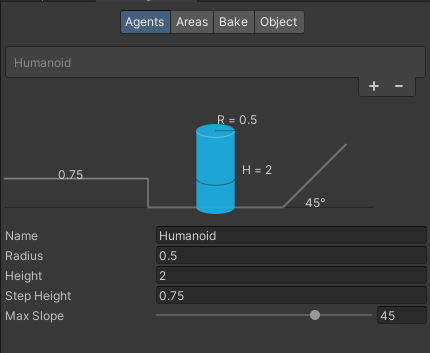 Agents Areas Bake Object
Humanoid
+ −
R = 0.5
0.75
H = 2
45°
Name Humanoid
Radius 0.5
Height 2
Step Height 0.75
Max Slope 45